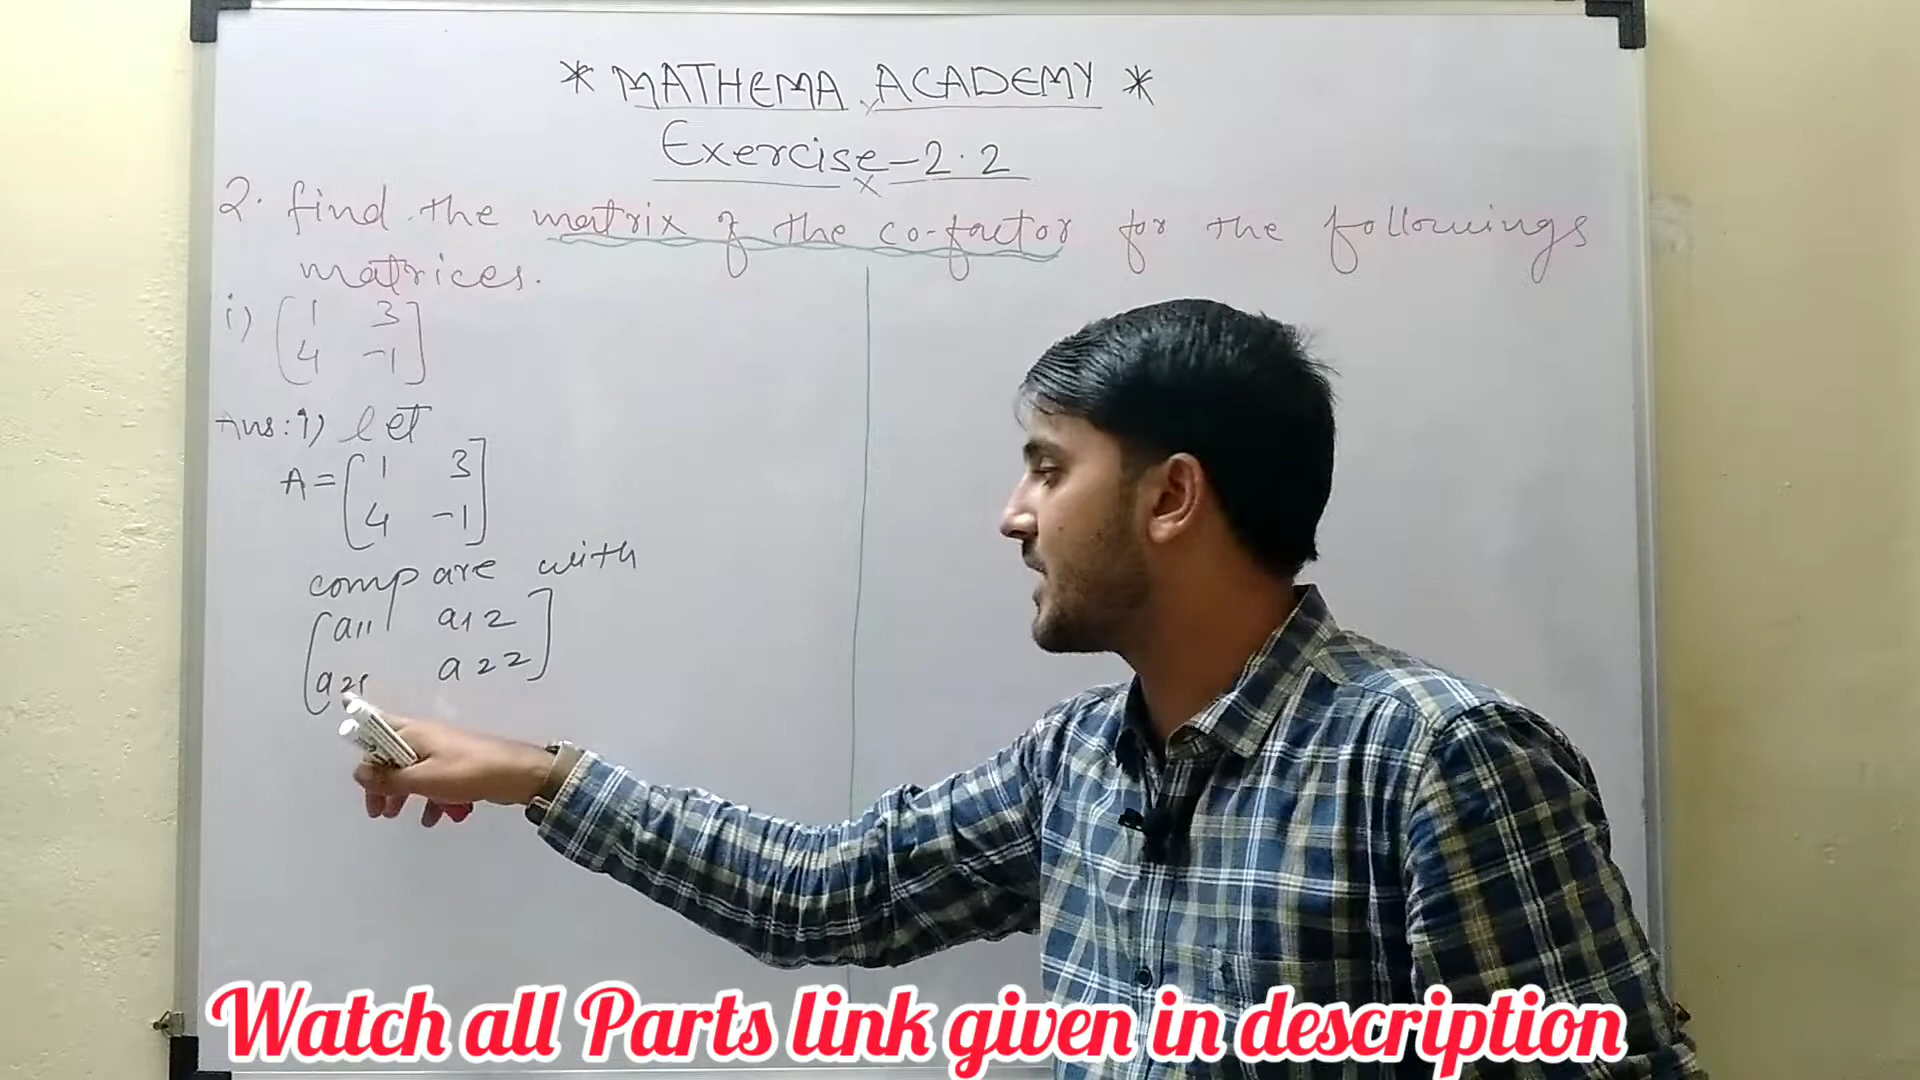 * MATHEMA ACADEMY *
Exercise-2.2
2. find the matrix of the co-factor for the followings
matrices.
i) [1 3
4 -1]
Ans: i) let
A = [1 3
4 -1]
compare with
[a11 a12
a21 a22]
Watch all Parts link given in description